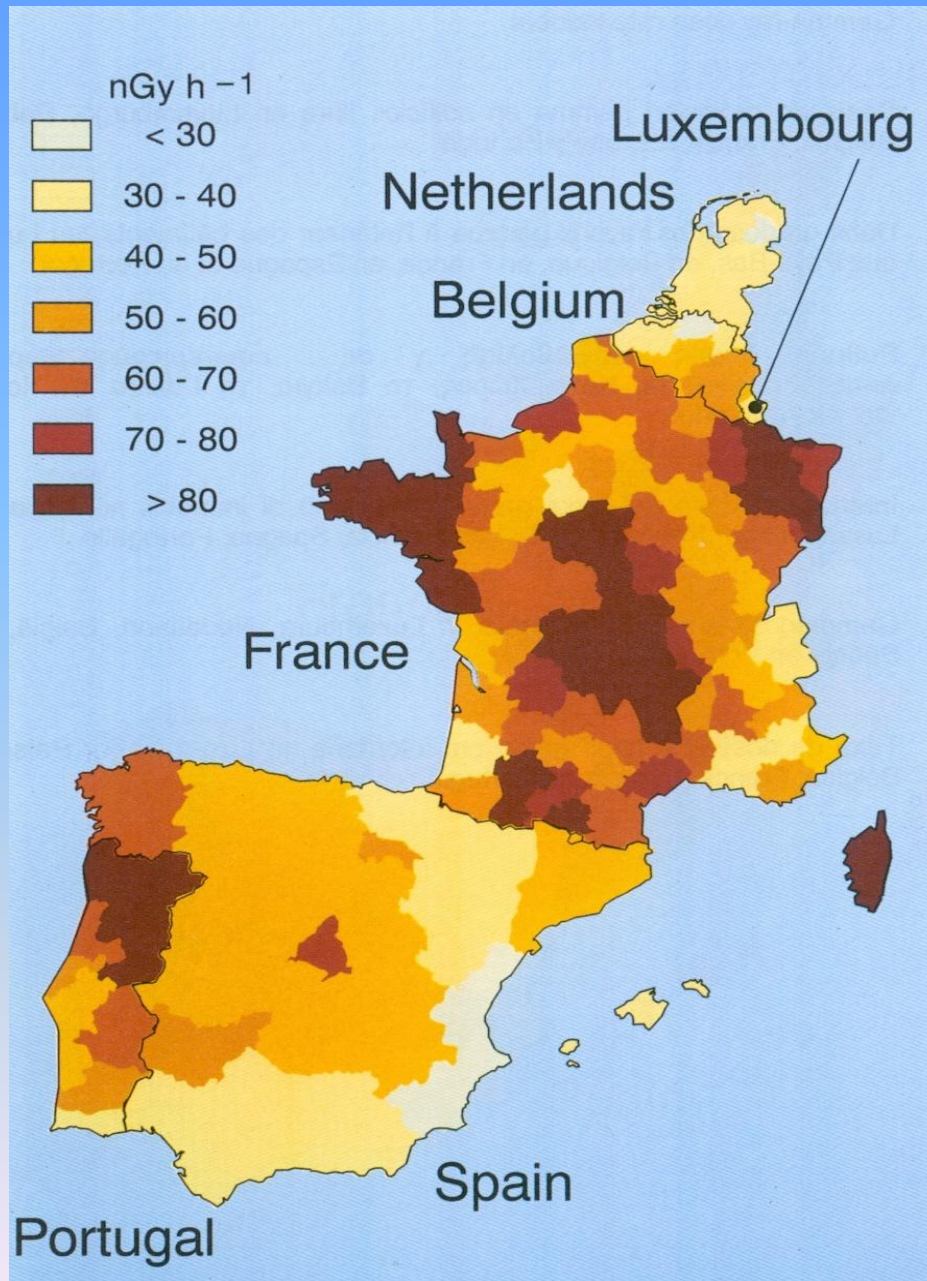 nGy h⁻¹
< 30
30 - 40
40 - 50
50 - 60
60 - 70
70 - 80
> 80
Luxembourg
Netherlands
Belgium
France
Spain
Portugal